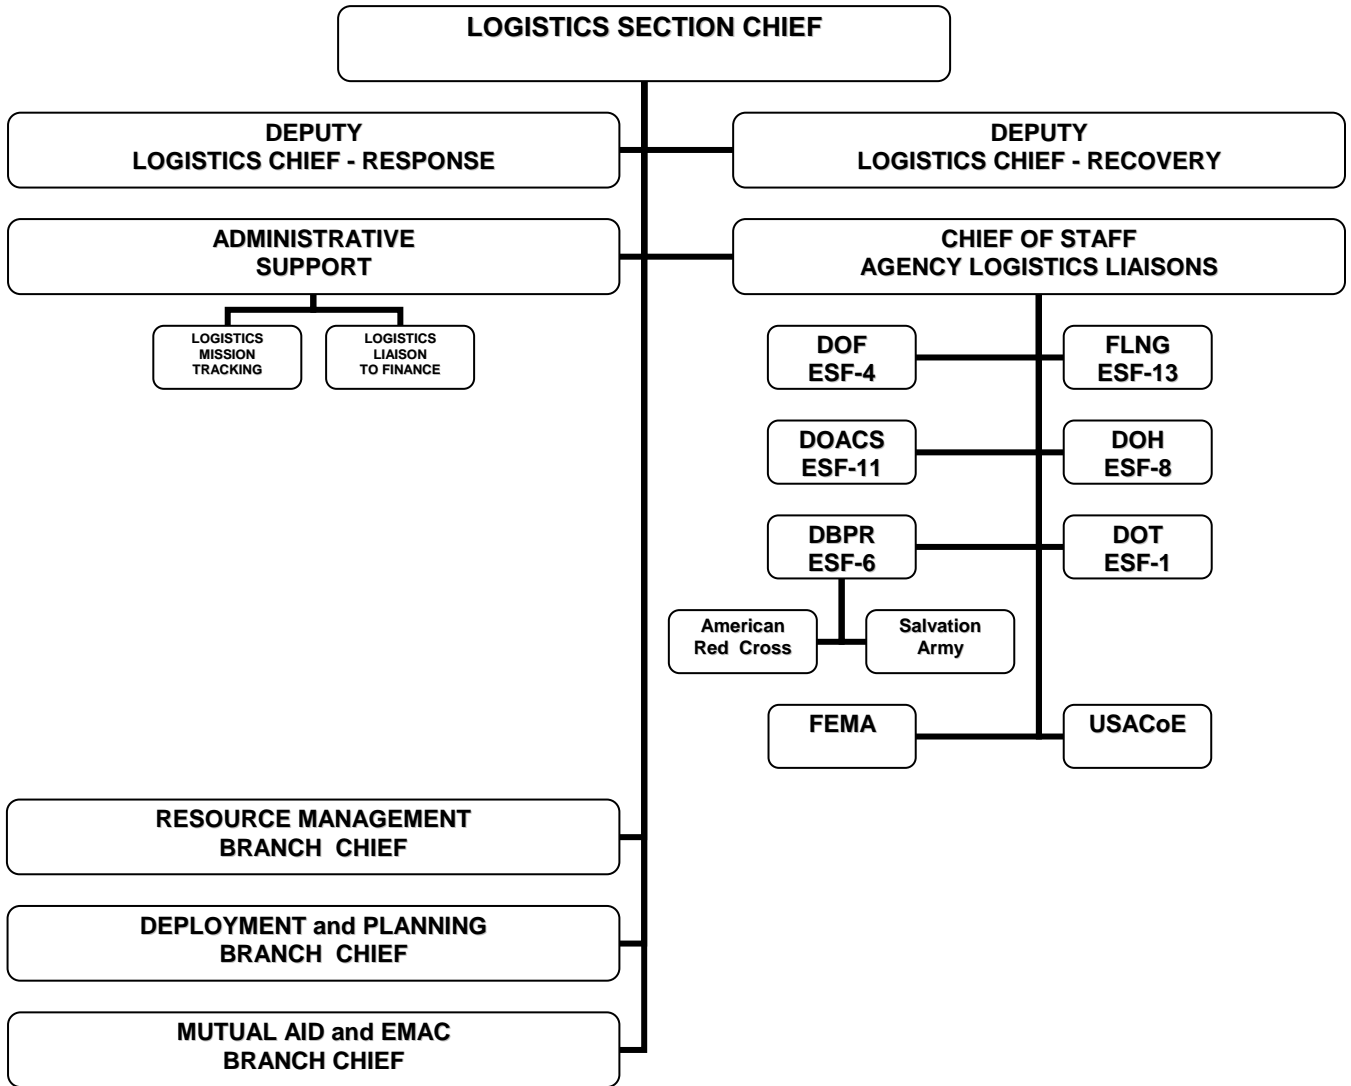 LOGISTICS SECTION CHIEF
DEPUTY
LOGISTICS CHIEF - RESPONSE
DEPUTY
LOGISTICS CHIEF - RECOVERY
ADMINISTRATIVE
SUPPORT
CHIEF OF STAFF
AGENCY LOGISTICS LIAISONS
LOGISTICS
MISSION
TRACKING
LOGISTICS
LIAISON
TO FINANCE
DOF
ESF-4
FLNG
ESF-13
DOACS
ESF-11
DOH
ESF-8
DBPR
ESF-6
DOT
ESF-1
American
Red Cross
Salvation
Army
FEMA
USACoE
RESOURCE MANAGEMENT
BRANCH CHIEF
DEPLOYMENT and PLANNING
BRANCH CHIEF
MUTUAL AID and EMAC
BRANCH CHIEF